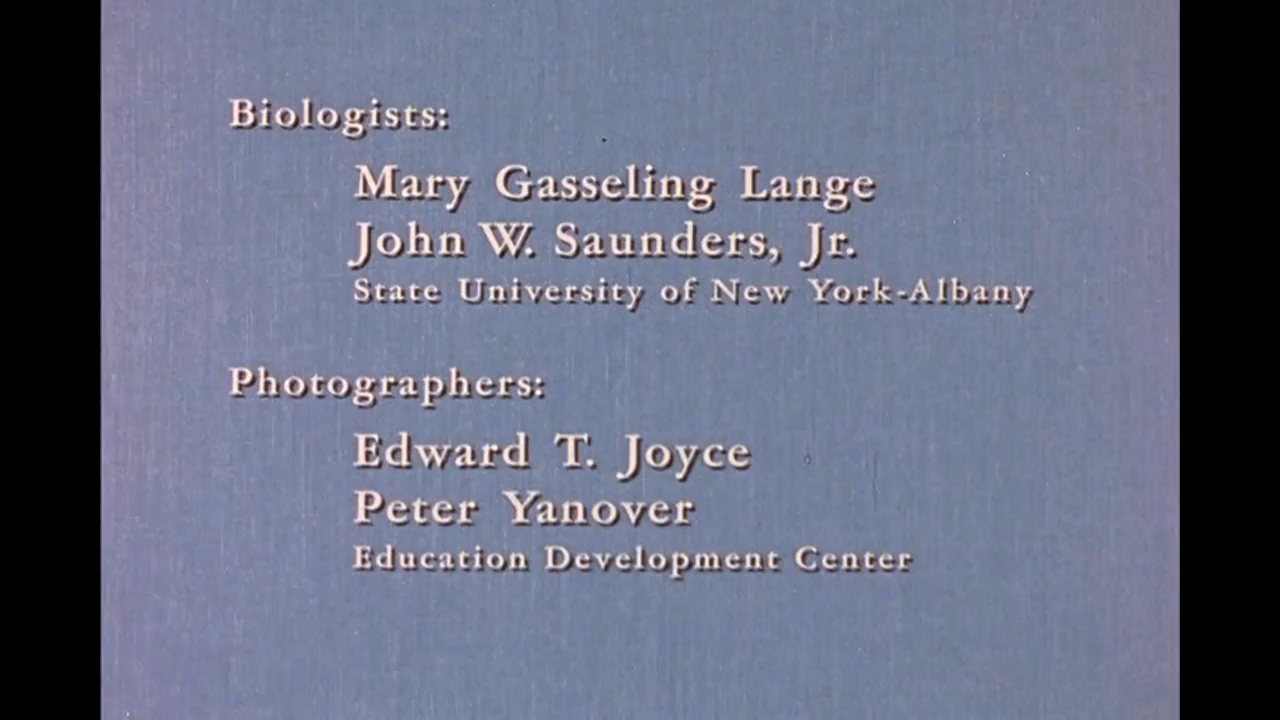 Biologists:
Mary Gasseling Lange
John W. Saunders, Jr.
State University of New York-Albany
Photographers:
Edward T. Joyce
Peter Yanover
Education Development Center